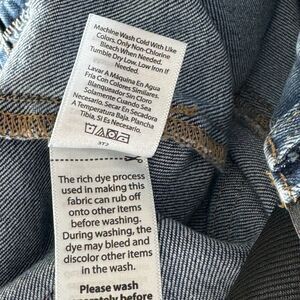 Machine Wash Cold With Like
Colors. Only Non-Chlorine
Bleach When Needed.
Tumble Dry Low. Low Iron If
Needed.
Lavar A Máquina En Agua
Fría Con Colores Similares.
Blanqueador Sin Cloro
Solamente Cuando Sea
Necesario, Secar En Secadora
A Temperatura Baja, Plancha
Tibia, Si Es Necesario.
The rich dye process
used in making this
fabric can rub off
onto other items
before washing.
During washing, the
dye may bleed and
discolor other items
in the wash.
Please wash
separately before